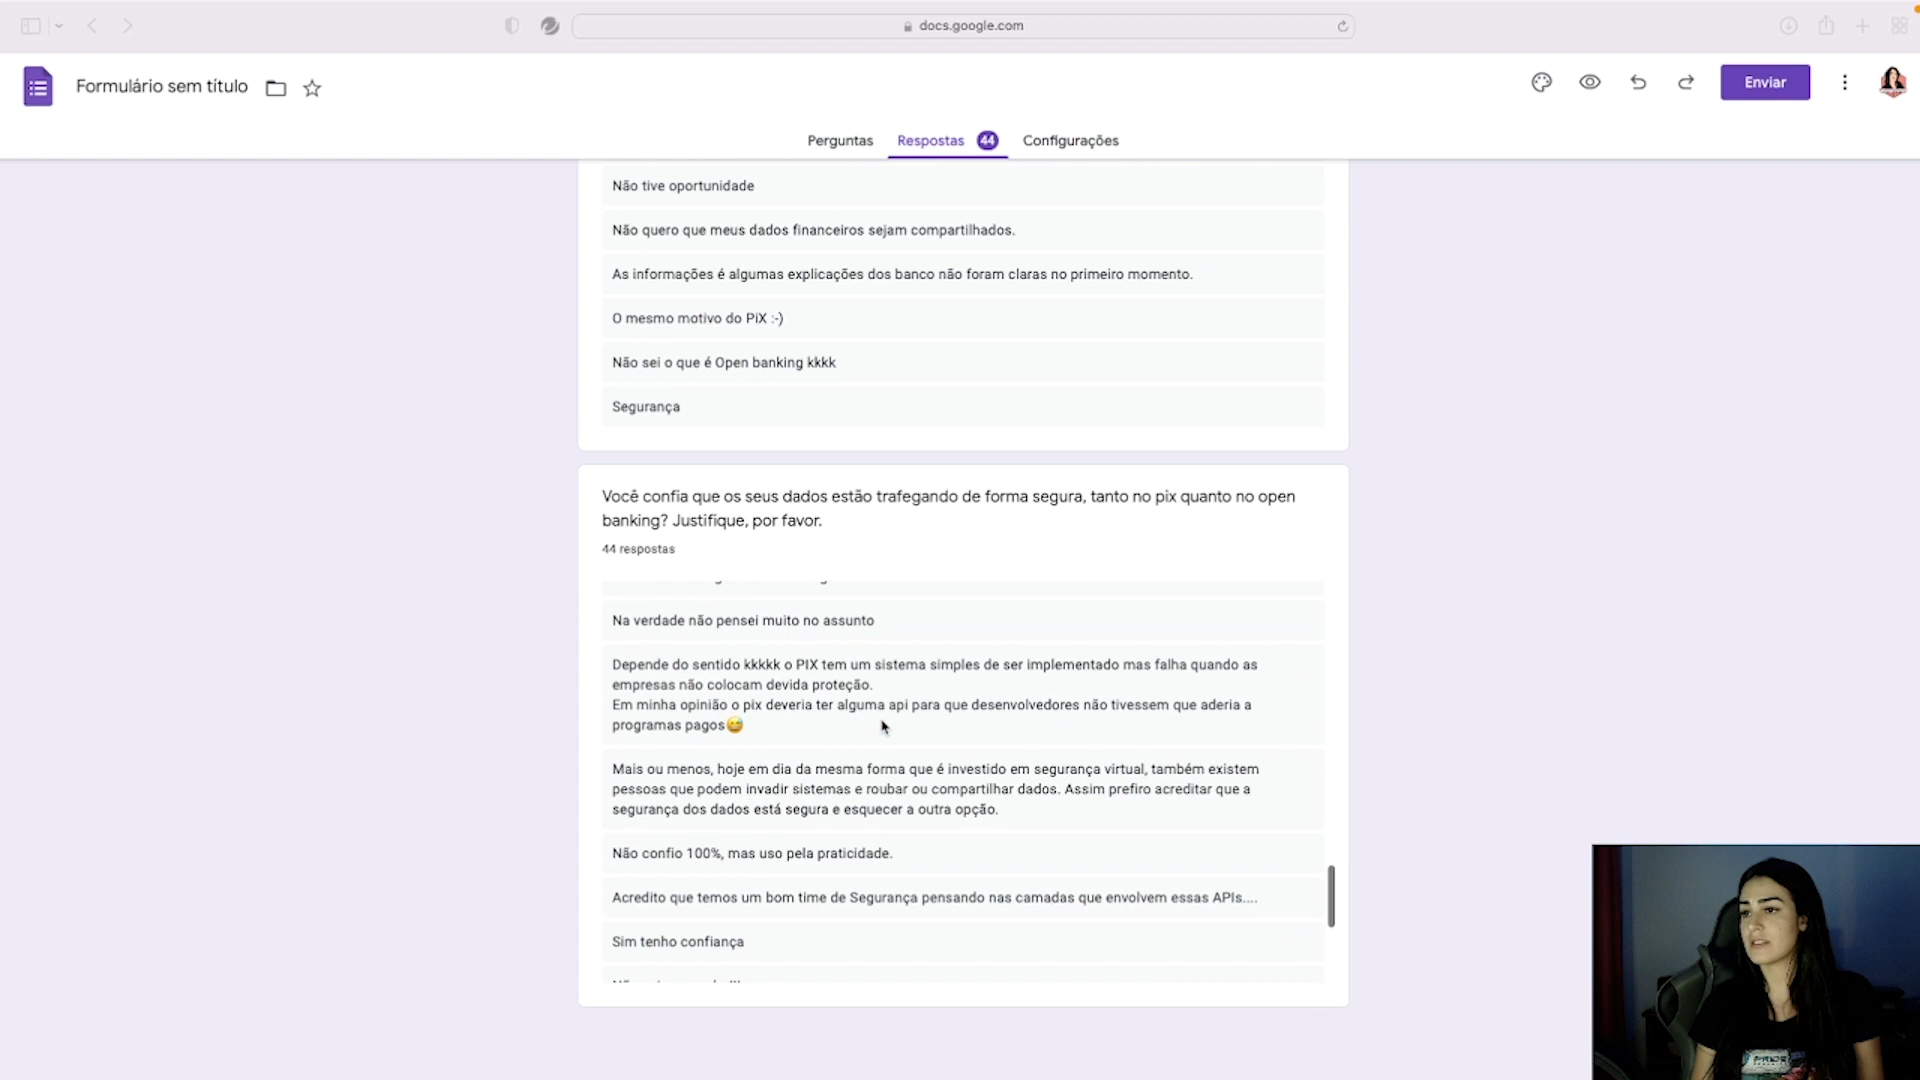 docs.google.com
Formulário sem título
Enviar
Perguntas
Respostas 44
Configurações
Não tive oportunidade
Não quero que meus dados financeiros sejam compartilhados.
As informações é algumas explicações dos banco não foram claras no primeiro momento.
O mesmo motivo do PiX :-)
Não sei o que é Open banking kkkk
Segurança
Você confia que os seus dados estão trafegando de forma segura, tanto no pix quanto no open
banking? Justifique, por favor.
44 respostas
Na verdade não pensei muito no assunto
Depende do sentido kkkkk o PIX tem um sistema simples de ser implementado mas falha quando as
empresas não colocam devida proteção.
Em minha opinião o pix deveria ter alguma api para que desenvolvedores não tivessem que aderia a
programas pagos😅
Mais ou menos, hoje em dia da mesma forma que é investido em segurança virtual, também existem
pessoas que podem invadir sistemas e roubar ou compartilhar dados. Assim prefiro acreditar que a
segurança dos dados está segura e esquecer a outra opção.
Não confio 100%, mas uso pela praticidade.
Acredito que temos um bom time de Segurança pensando nas camadas que envolvem essas APIs....
Sim tenho confiança